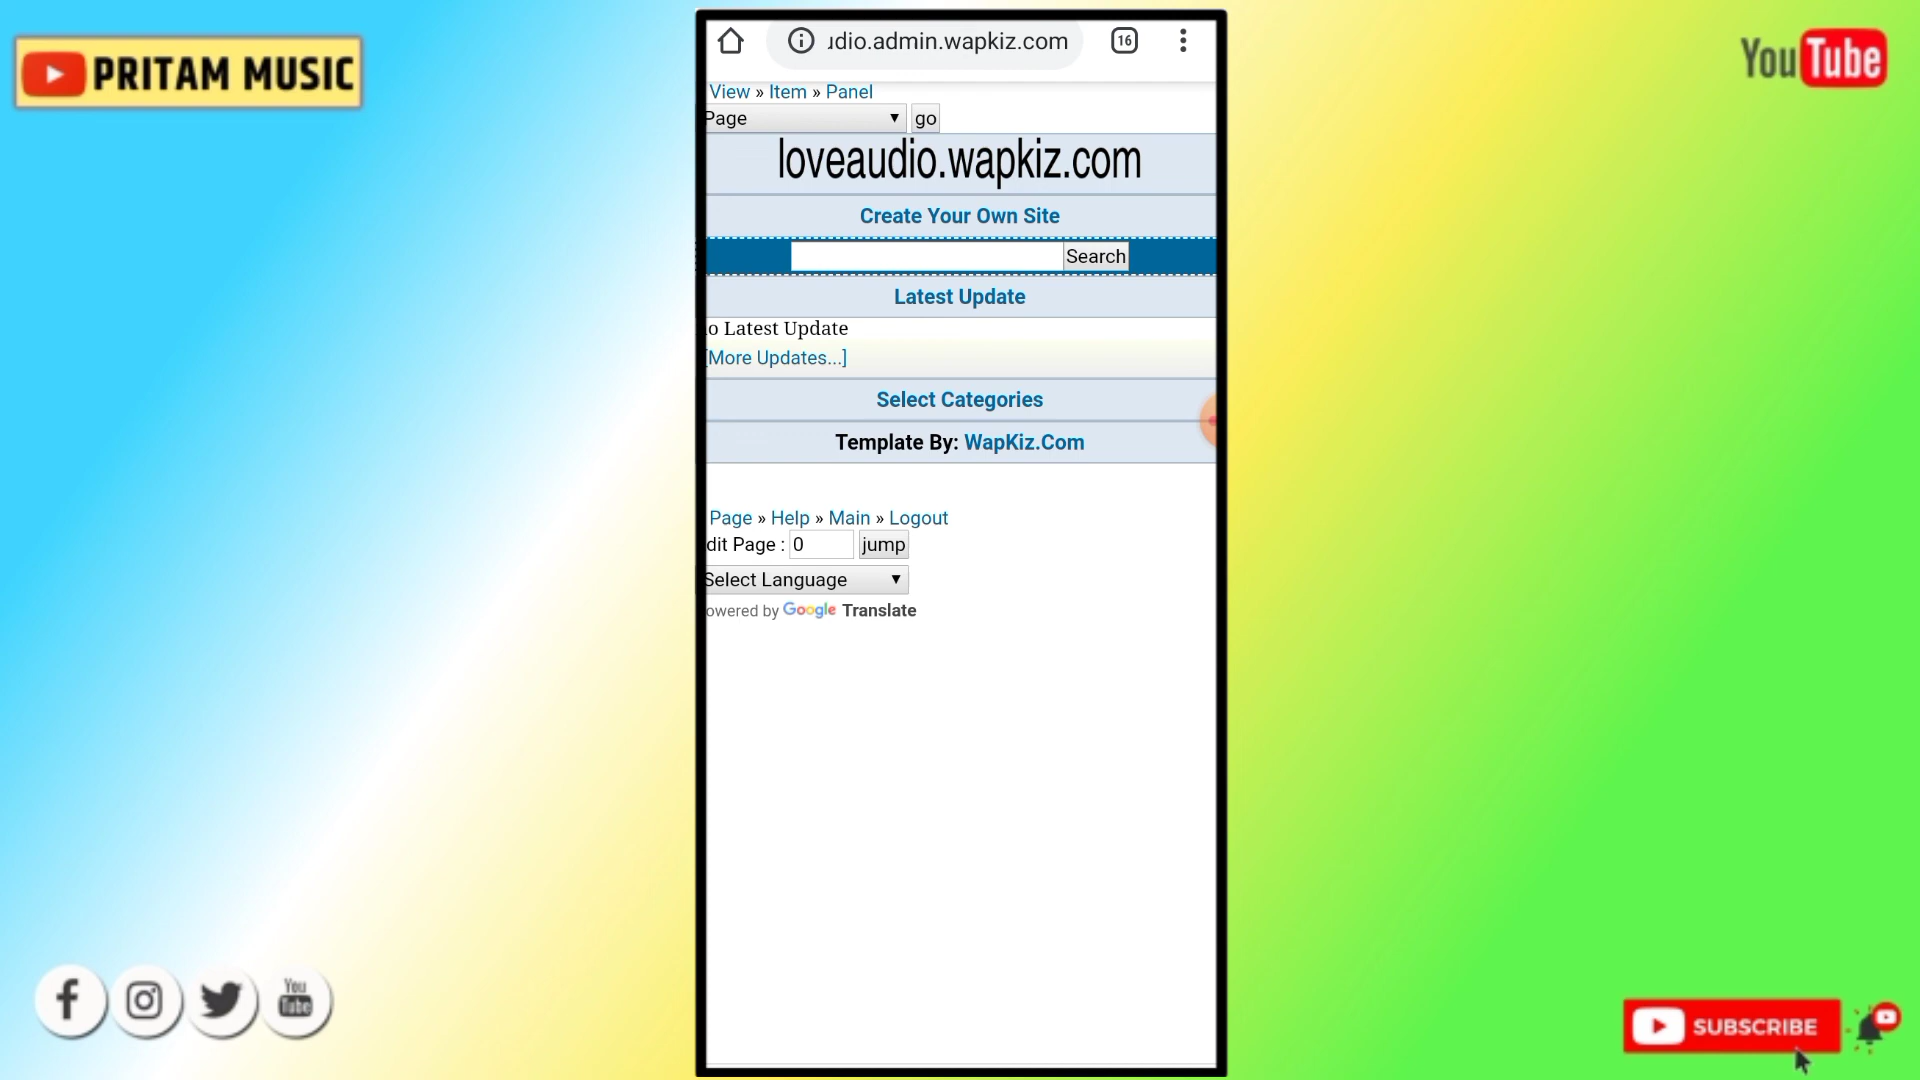 PRITAM MUSIC
YouTube
ıdio.admin.wapkiz.com
16
View » Item » Panel
Page
go
loveaudio.wapkiz.com
Create Your Own Site
Search
Latest Update
o Latest Update
[More Updates...]
Select Categories
Template By: WapKiz.Com
Page » Help » Main » Logout
dit Page : 0 jump
Select Language
owered by Google Translate
You Tube
SUBSCRIBE